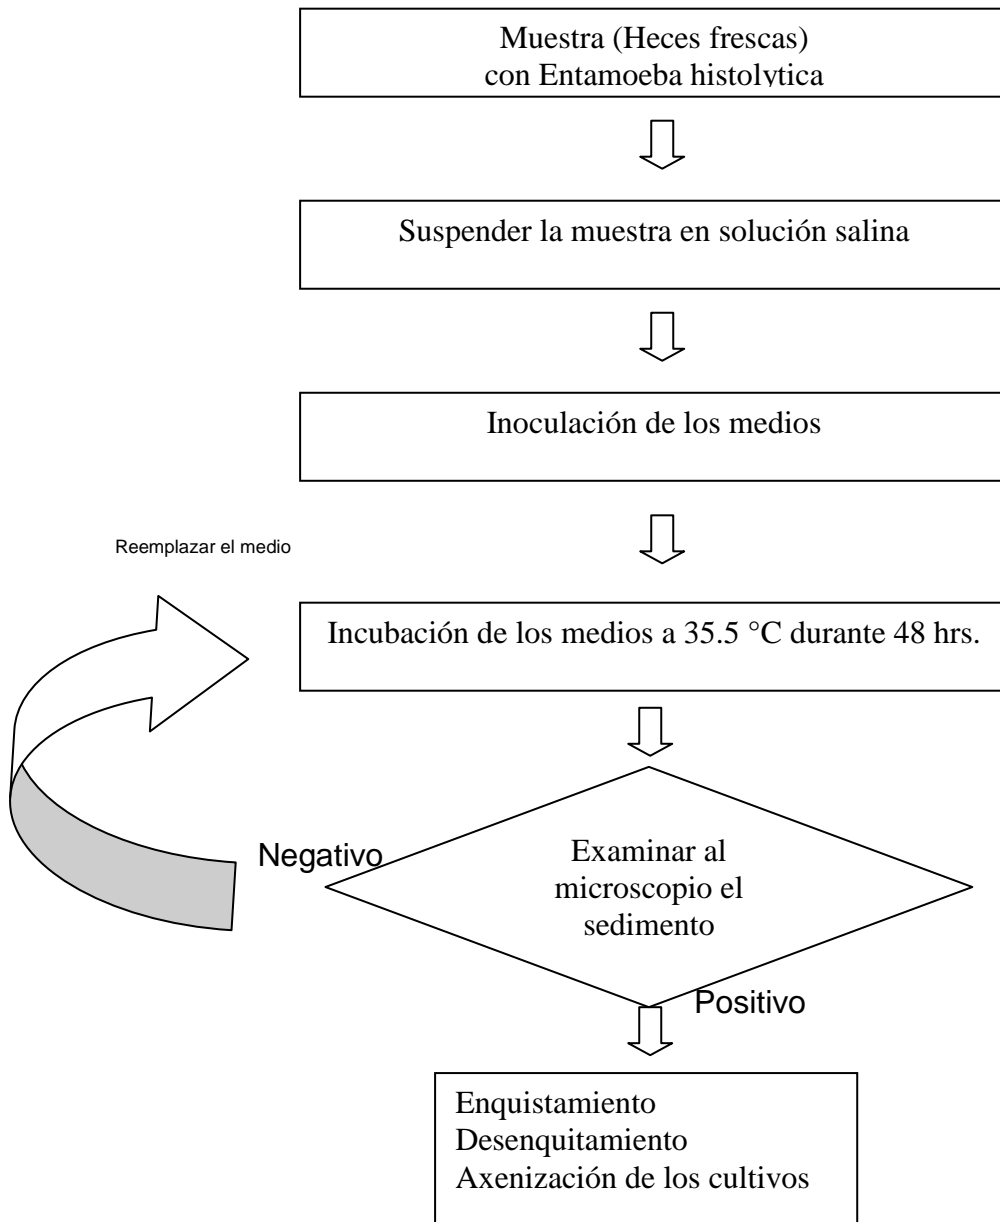 Muestra (Heces frescas)
con Entamoeba histolytica
Suspender la muestra en solución salina
Inoculación de los medios
Reemplazar el medio
Incubación de los medios a 35.5 °C durante 48 hrs.
Negativo
Examinar al
microscopio el
sedimento
Positivo
Enquistamiento
Desenquitamiento
Axenización de los cultivos